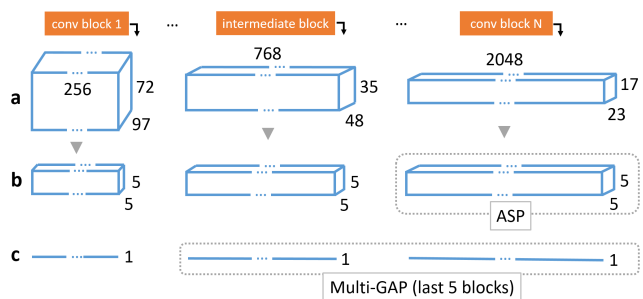 conv block 1 ... intermediate block ... conv block N
a 256 72 97 768 35 48 2048 17 23
b 5 5 5 5 5 5
ASP
c 1 1 1
Multi-GAP (last 5 blocks)